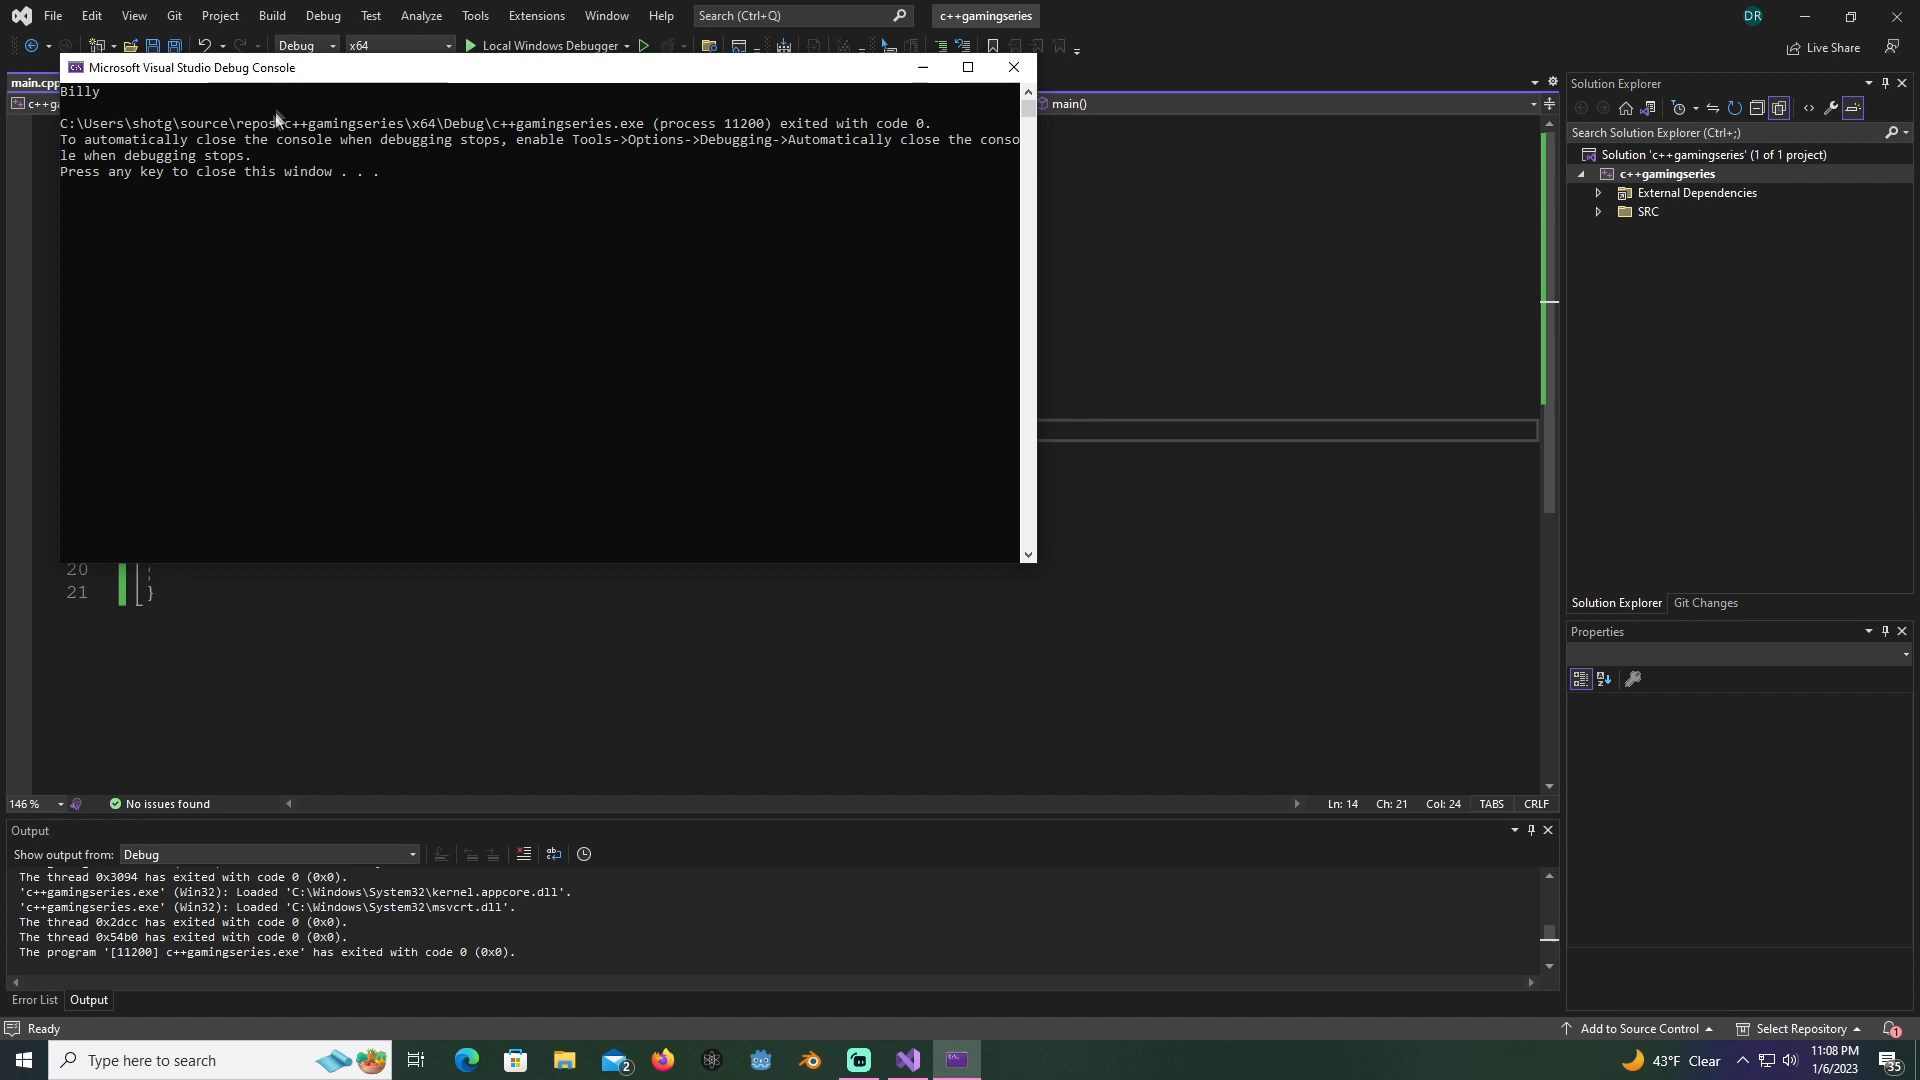 File Edit View Git Project Build Debug Test Analyze Tools Extensions Window Help Search (Ctrl+Q) c++gamingseries DR
Debug x64 Local Windows Debugger Live Share
Microsoft Visual Studio Debug Console
main.cpp
c++ga
main()
Billy
C:\Users\shotg\source\repos\c++gamingseries\x64\Debug\c++gamingseries.exe (process 11200) exited with code 0.
To automatically close the console when debugging stops, enable Tools->Options->Debugging->Automatically close the conso
le when debugging stops.
Press any key to close this window . . .
20
21 }
Solution Explorer
Search Solution Explorer (Ctrl+;)
Solution 'c++gamingseries' (1 of 1 project)
c++gamingseries
External Dependencies
SRC
Solution Explorer Git Changes
Properties
146 % No issues found Ln: 14 Ch: 21 Col: 24 TABS CRLF
Output
Show output from: Debug
The thread 0x3094 has exited with code 0 (0x0).
'c++gamingseries.exe' (Win32): Loaded 'C:\Windows\System32\kernel.appcore.dll'.
'c++gamingseries.exe' (Win32): Loaded 'C:\Windows\System32\msvcrt.dll'.
The thread 0x2dcc has exited with code 0 (0x0).
The thread 0x54b0 has exited with code 0 (0x0).
The program '[11200] c++gamingseries.exe' has exited with code 0 (0x0).
Error List Output
Ready Add to Source Control Select Repository 1
Type here to search 2 43°F Clear 11:08 PM
1/6/2023 35